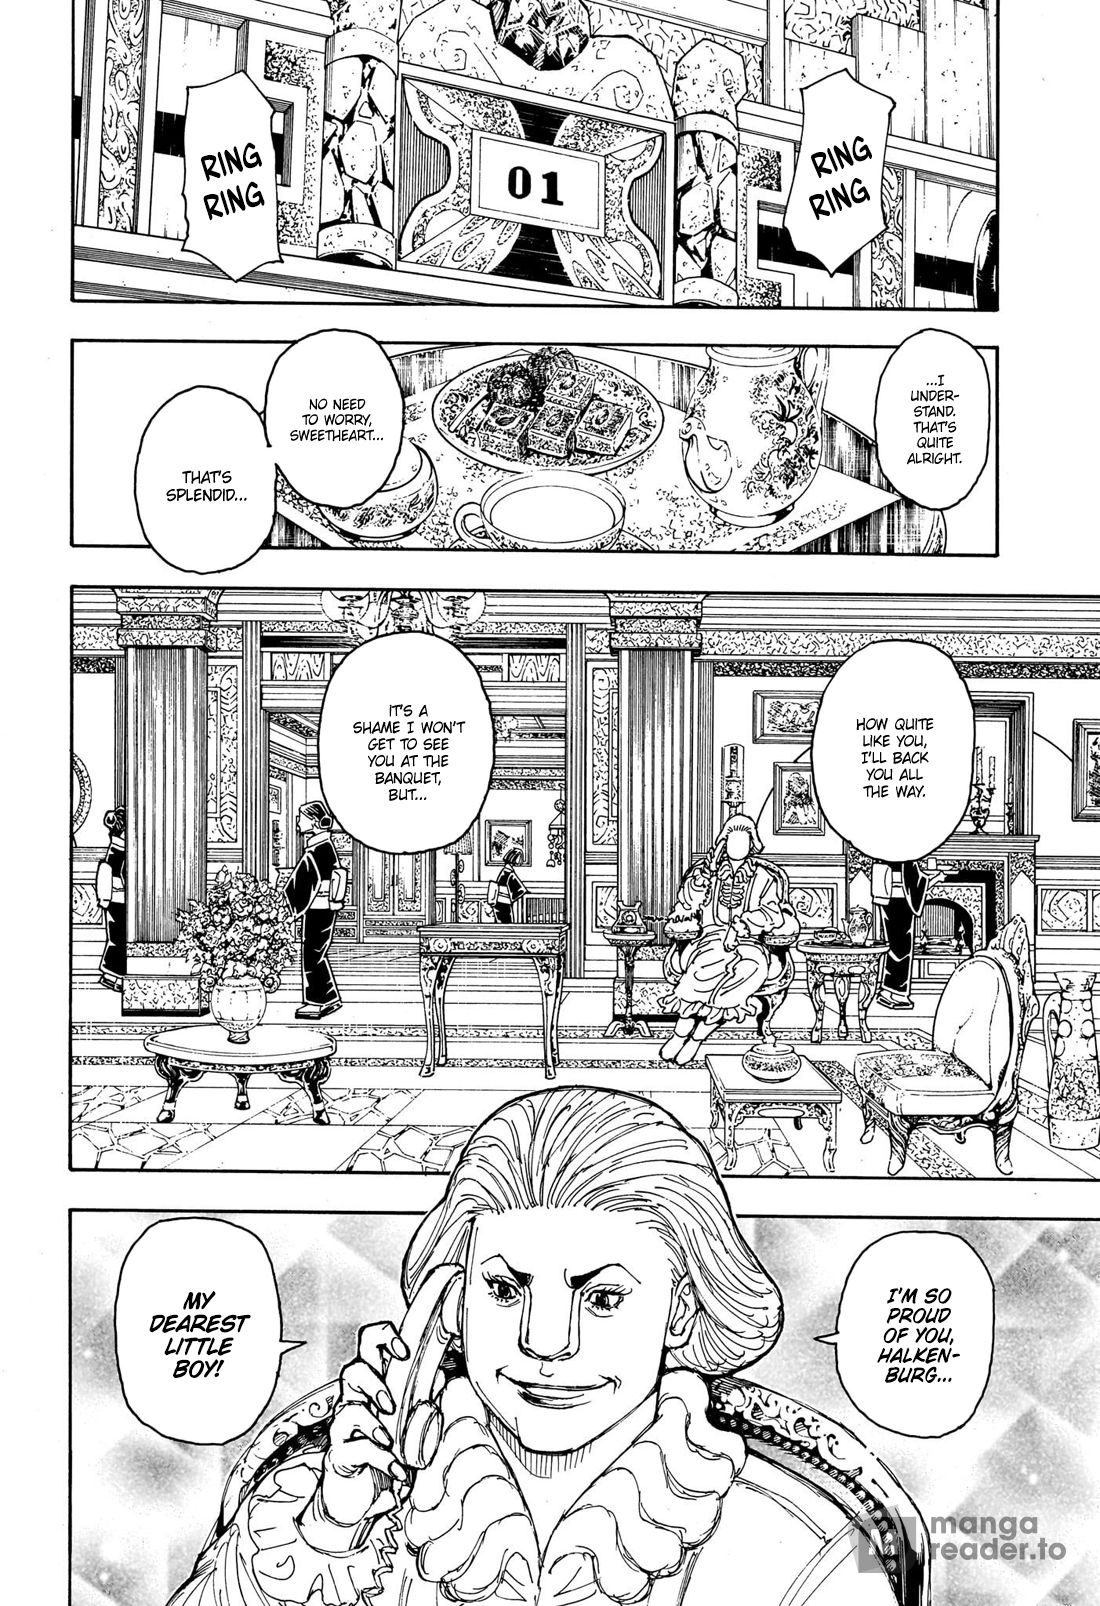 RING
RING
01
RING
RING
...I
UNDER-
STAND.
THAT'S
QUITE
ALRIGHT.
NO NEED
TO WORRY,
SWEETHEART...
THAT'S
SPLENDID...
HOW QUITE
LIKE YOU,
I'LL BACK
YOU ALL
THE WAY.
IT'S A
SHAME I WON'T
GET TO SEE
YOU AT THE
BANQUET,
BUT...
I'M SO
PROUD
OF YOU,
HALKEN-
BURG...
MY
DEAREST
LITTLE
BOY!
manga
reader.to